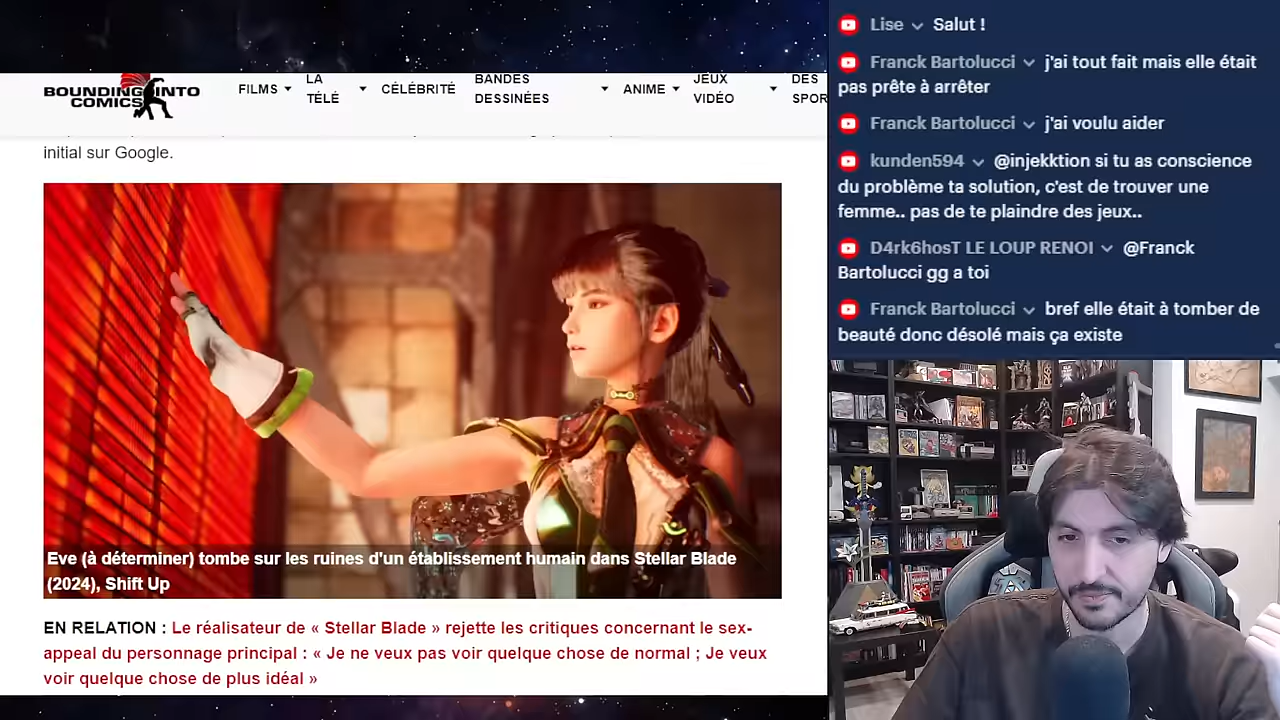 BOUNDING INTO
COMICS
FILMS
LA
TÉLÉ
CÉLÉBRITÉ
BANDES
DESSINÉES
ANIME
JEUX
VIDÉO
DES
SPOR
initial sur Google.
Eve (à déterminer) tombe sur les ruines d'un établissement humain dans Stellar Blade
(2024), Shift Up
EN RELATION : Le réalisateur de « Stellar Blade » rejette les critiques concernant le sex-
appeal du personnage principal : « Je ne veux pas voir quelque chose de normal ; Je veux
voir quelque chose de plus idéal »
Lise Salut !
Franck Bartolucci j'ai tout fait mais elle était
pas prête à arrêter
Franck Bartolucci j'ai voulu aider
kunden594 @injekktion si tu as conscience
du problème ta solution, c'est de trouver une
femme.. pas de te plaindre des jeux..
D4rk6hosT LE LOUP RENOI @Franck
Bartolucci gg a toi
Franck Bartolucci bref elle était à tomber de
beauté donc désolé mais ça existe